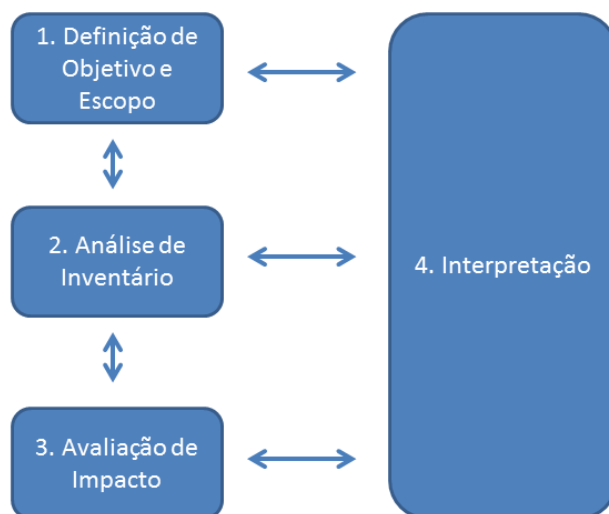 1. Definição de
Objetivo e
Escopo
2. Análise de
Inventário
4. Interpretação
3. Avaliação de
Impacto